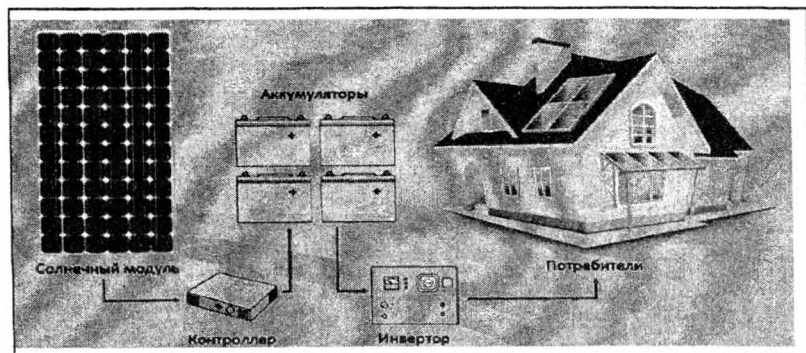 Аккумуляторы
Солнечный модуль
Потребители
Контроллер
Инвертор